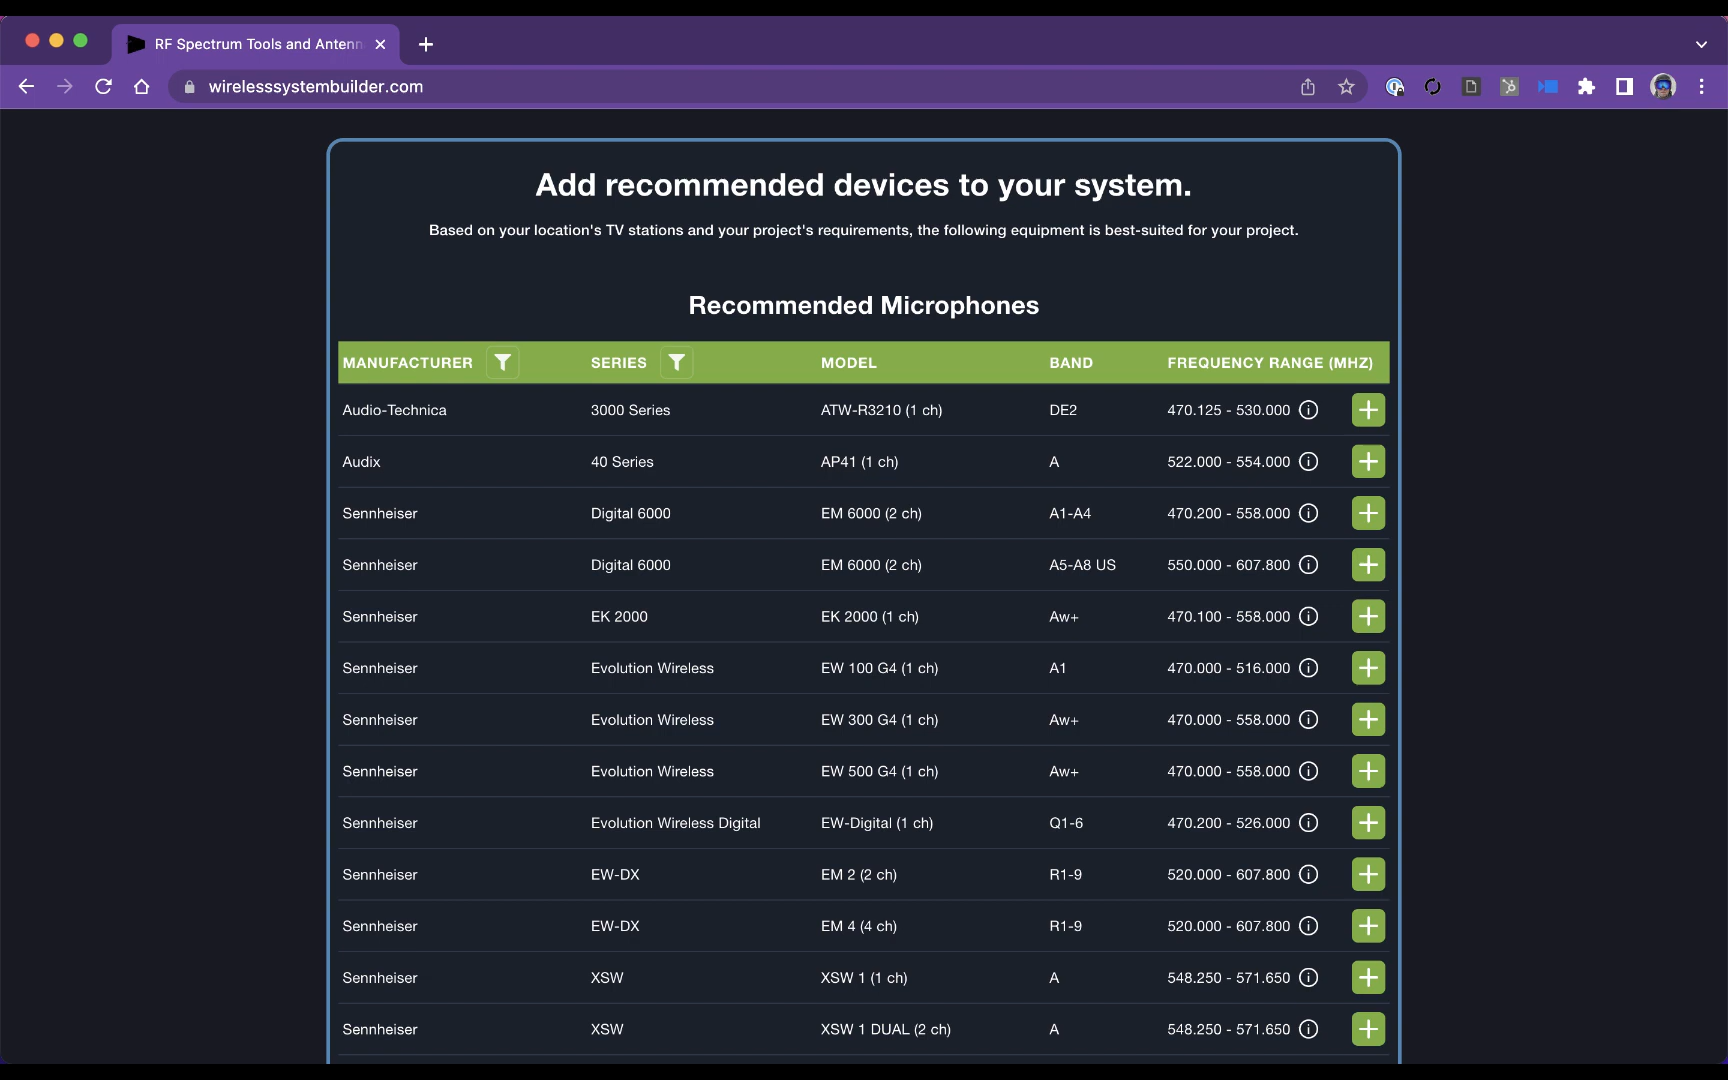 RF Spectrum Tools and Antenn
wirelesssystembuilder.com
Add recommended devices to your system.
Based on your location's TV stations and your project's requirements, the following equipment is best-suited for your project.
Recommended Microphones
MANUFACTURER SERIES MODEL BAND FREQUENCY RANGE (MHZ)
Audio-Technica 3000 Series ATW-R3210 (1 ch) DE2 470.125 - 530.000
Audix 40 Series AP41 (1 ch) A 522.000 - 554.000
Sennheiser Digital 6000 EM 6000 (2 ch) A1-A4 470.200 - 558.000
Sennheiser Digital 6000 EM 6000 (2 ch) A5-A8 US 550.000 - 607.800
Sennheiser EK 2000 EK 2000 (1 ch) Aw+ 470.100 - 558.000
Sennheiser Evolution Wireless EW 100 G4 (1 ch) A1 470.000 - 516.000
Sennheiser Evolution Wireless EW 300 G4 (1 ch) Aw+ 470.000 - 558.000
Sennheiser Evolution Wireless EW 500 G4 (1 ch) Aw+ 470.000 - 558.000
Sennheiser Evolution Wireless Digital EW-Digital (1 ch) Q1-6 470.200 - 526.000
Sennheiser EW-DX EM 2 (2 ch) R1-9 520.000 - 607.800
Sennheiser EW-DX EM 4 (4 ch) R1-9 520.000 - 607.800
Sennheiser XSW XSW 1 (1 ch) A 548.250 - 571.650
Sennheiser XSW XSW 1 DUAL (2 ch) A 548.250 - 571.650